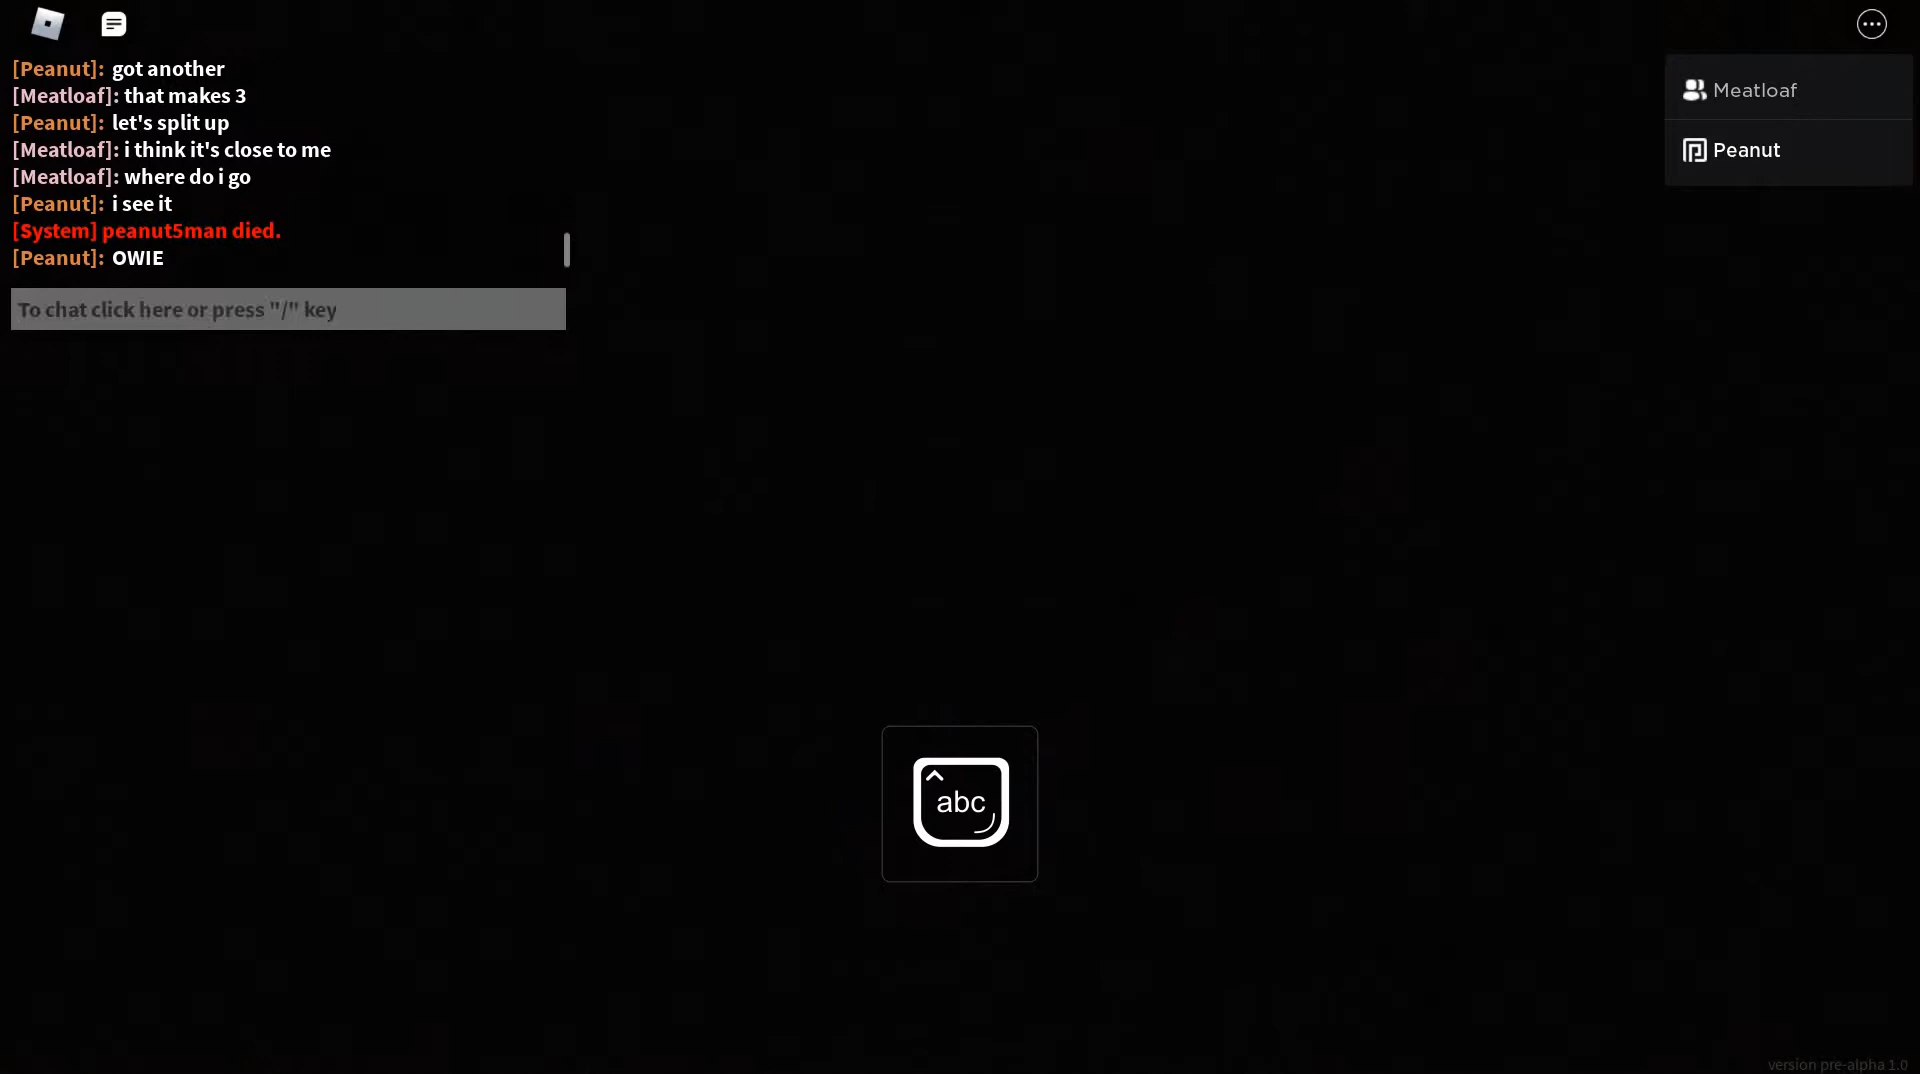 [Peanut]: got another
[Meatloaf]: that makes 3
[Peanut]: let's split up
[Meatloaf]: i think it's close to me
[Meatloaf]: where do i go
[Peanut]: i see it
[System] peanut5man died.
[Peanut]: OWIE
To chat click here or press "/" key
Meatloaf
Peanut
abc
version pre-alpha 1.0